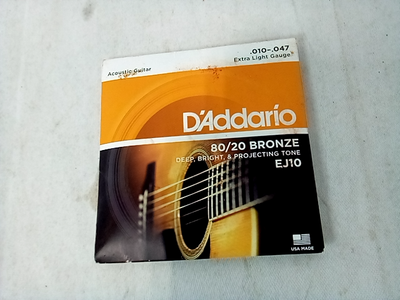 Acoustic Guitar
.010-.047
Extra Light Gauge
D'Addario
80/20 BRONZE
DEEP, BRIGHT, & PROJECTING TONE
EJ10
USA MADE